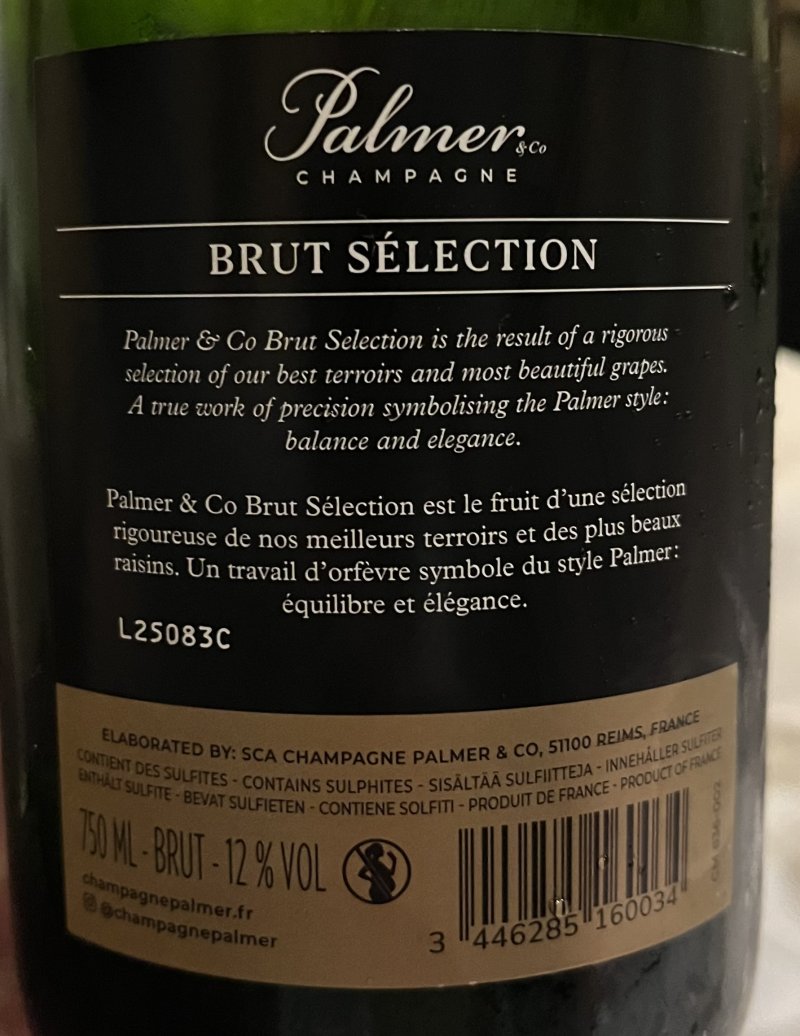 Palmer & Co
CHAMPAGNE
BRUT SÉLECTION
Palmer & Co Brut Selection is the result of a rigorous
selection of our best terroirs and most beautiful grapes.
A true work of precision symbolising the Palmer style:
balance and elegance.
Palmer & Co Brut Sélection est le fruit d'une sélection
rigoureuse de nos meilleurs terroirs et des plus beaux
raisins. Un travail d'orfèvre symbole du style Palmer:
équilibre et élégance.
L25083C
ELABORATED BY: SCA CHAMPAGNE PALMER & CO, 51100 REIMS, FRANCE
CONTIENT DES SULFITES - CONTAINS SULPHITES - SISÄLTÄÄ SULFIITTEJA - INNEHÅLLER SULFITER
ENTHÄLT SULFITE - BEVAT SULFIETEN - CONTIENE SOLFITI - PRODUIT DE FRANCE - PRODUCT OF FRANCE
750 ML - BRUT - 12 % VOL
champagnepalmer.fr
@champagnepalmer
3 446285 160034